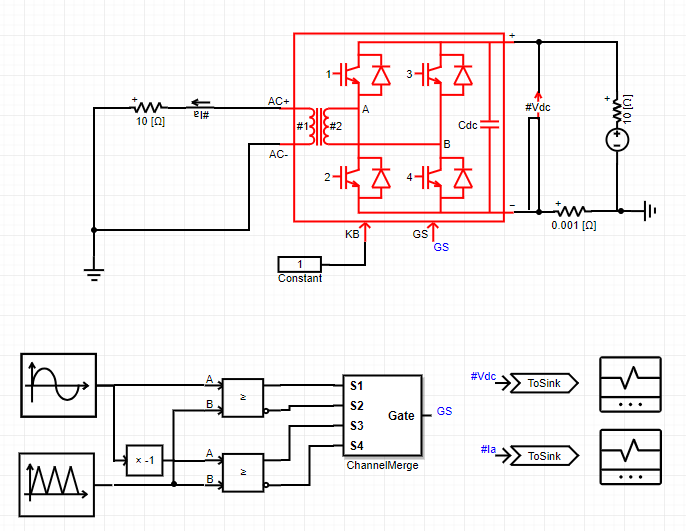 +
1
3
+
#Vdc
+
10 [Ω]
AC+
#Ia
+
10 [Ω]
#1
#2
A
Cdc
B
AC-
2
4
+
−
0.001 [Ω]
KB
GS
GS
1
Constant
A
B
≥
S1
S2
S3
S4
Gate
GS
ChannelMerge
× -1
A
B
≥
#Vdc
ToSink
#Ia
ToSink
+
−